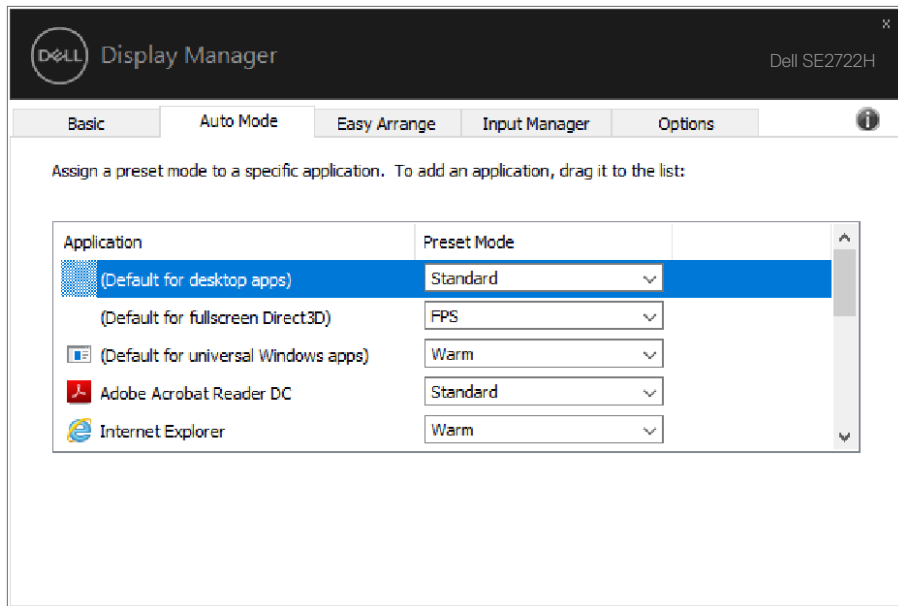 x
DELL Display Manager
Dell SE2722H
Basic Auto Mode Easy Arrange Input Manager Options
Assign a preset mode to a specific application. To add an application, drag it to the list:
Application Preset Mode
(Default for desktop apps) Standard
(Default for fullscreen Direct3D) FPS
(Default for universal Windows apps) Warm
Adobe Acrobat Reader DC Standard
Internet Explorer Warm